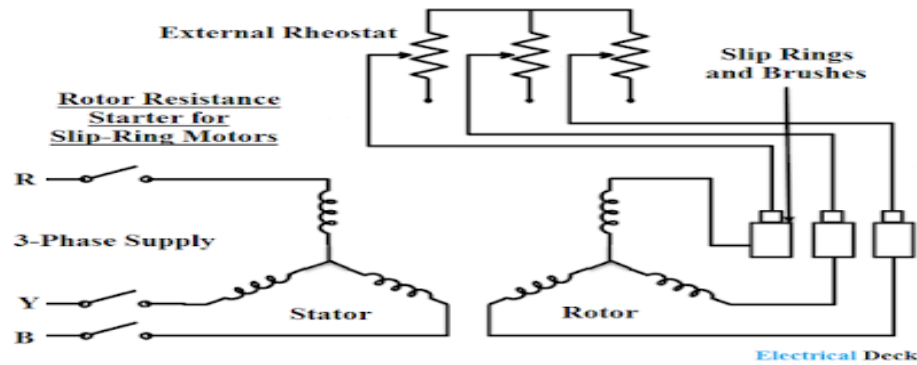 External Rheostat
Slip Rings
and Brushes
Rotor Resistance
Starter for
Slip-Ring Motors
R
3-Phase Supply
Y
Stator
Rotor
B
Electrical Deck